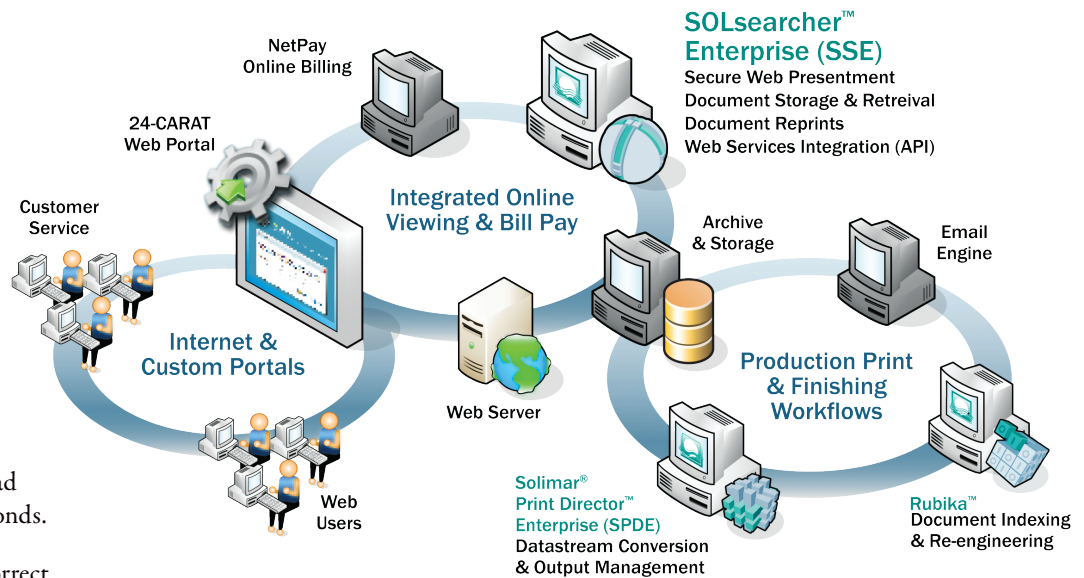 SOLsearcher™
Enterprise (SSE)
Secure Web Presentment
Document Storage & Retreival
Document Reprints
Web Services Integration (API)
NetPay
Online Billing
24-CARAT
Web Portal
Integrated Online
Viewing & Bill Pay
Customer
Service
Archive
& Storage
Email
Engine
Internet &
Custom Portals
Web Server
Production Print
& Finishing
Workflows
Web
Users
Solimar®
Print Director™
Enterprise (SPDE)
Datastream Conversion
& Output Management
Rubika™
Document Indexing
& Re-engineering